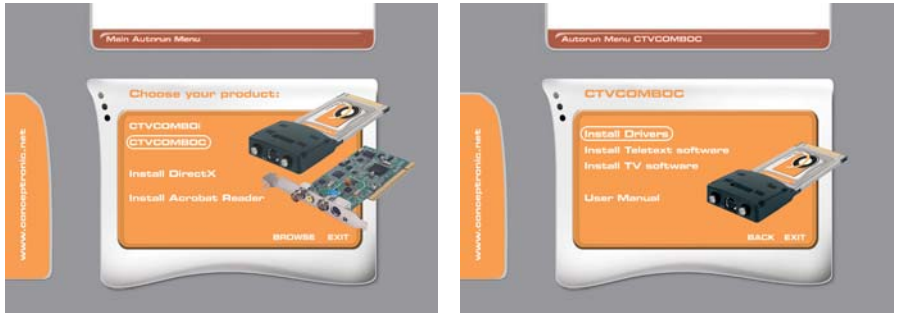 Main Autorun Menu
www.conceptronic.net
Choose your product:
CTVCOMBOi
CTVCOMBOC
Install DirectX
Install Acrobat Reader
BROWSE EXIT
Autorun Menu CTVCOMBOC
www.conceptronic.net
CTVCOMBOC
Install Drivers
Install Teletext software
Install TV software
User Manual
BACK EXIT